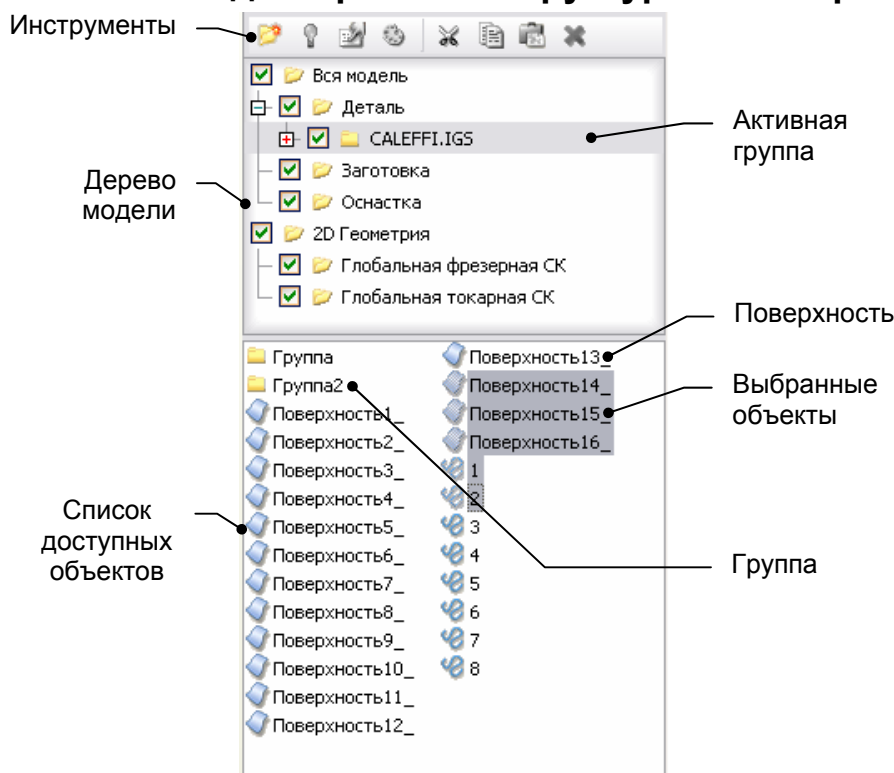 Инструменты
Вся модель
Деталь
CALEFFI.IGS
Заготовка
Оснастка
2D Геометрия
Глобальная фрезерная СК
Глобальная токарная СК
Активная
группа
Дерево
модели
Поверхность
Выбранные
объекты
Группа
Список
доступных
объектов
Группа
Группа2
Поверхность1_
Поверхность2_
Поверхность3_
Поверхность4_
Поверхность5_
Поверхность6_
Поверхность7_
Поверхность8_
Поверхность9_
Поверхность10_
Поверхность11_
Поверхность12_
Поверхность13_
Поверхность14_
Поверхность15_
Поверхность16_
1
2
3
4
5
6
7
8